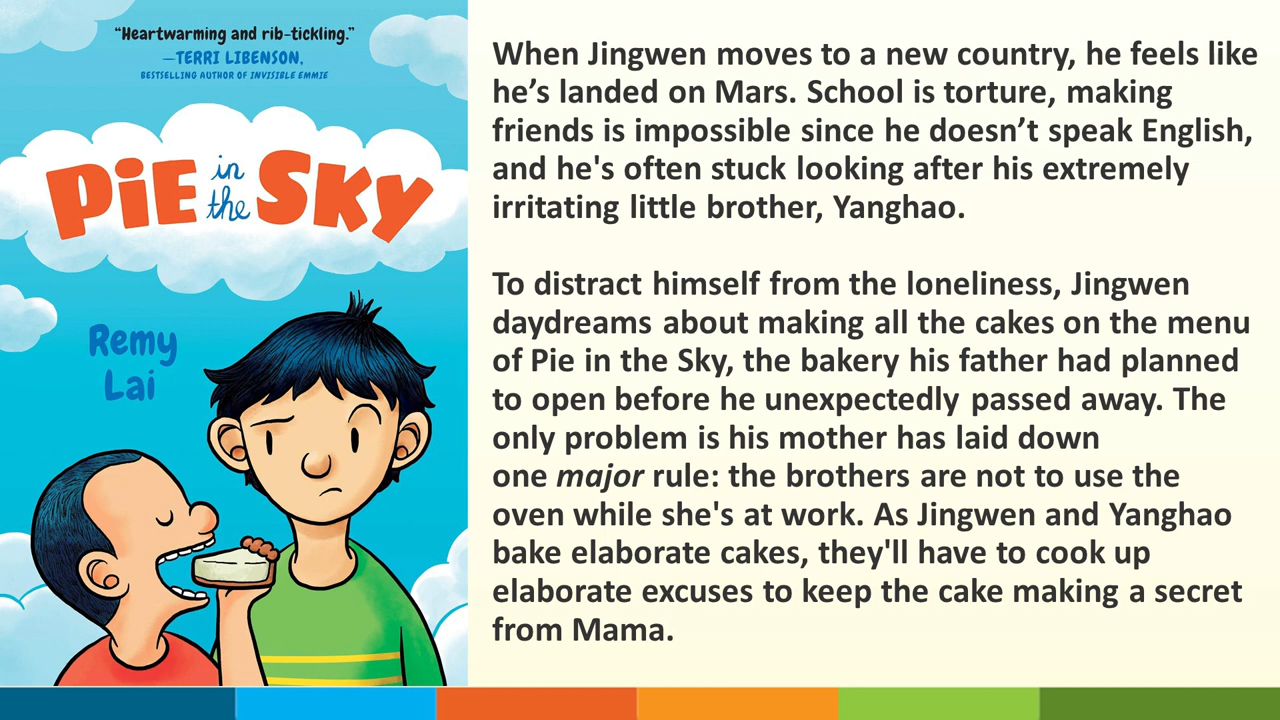 “Heartwarming and rib-tickling.”
—TERRI LIBENSON,
BESTSELLING AUTHOR OF INVISIBLE EMMIE
PiE in the SKY
Remy
Lai
When Jingwen moves to a new country, he feels like
he’s landed on Mars. School is torture, making
friends is impossible since he doesn’t speak English,
and he's often stuck looking after his extremely
irritating little brother, Yanghao.
To distract himself from the loneliness, Jingwen
daydreams about making all the cakes on the menu
of Pie in the Sky, the bakery his father had planned
to open before he unexpectedly passed away. The
only problem is his mother has laid down
one major rule: the brothers are not to use the
oven while she's at work. As Jingwen and Yanghao
bake elaborate cakes, they'll have to cook up
elaborate excuses to keep the cake making a secret
from Mama.